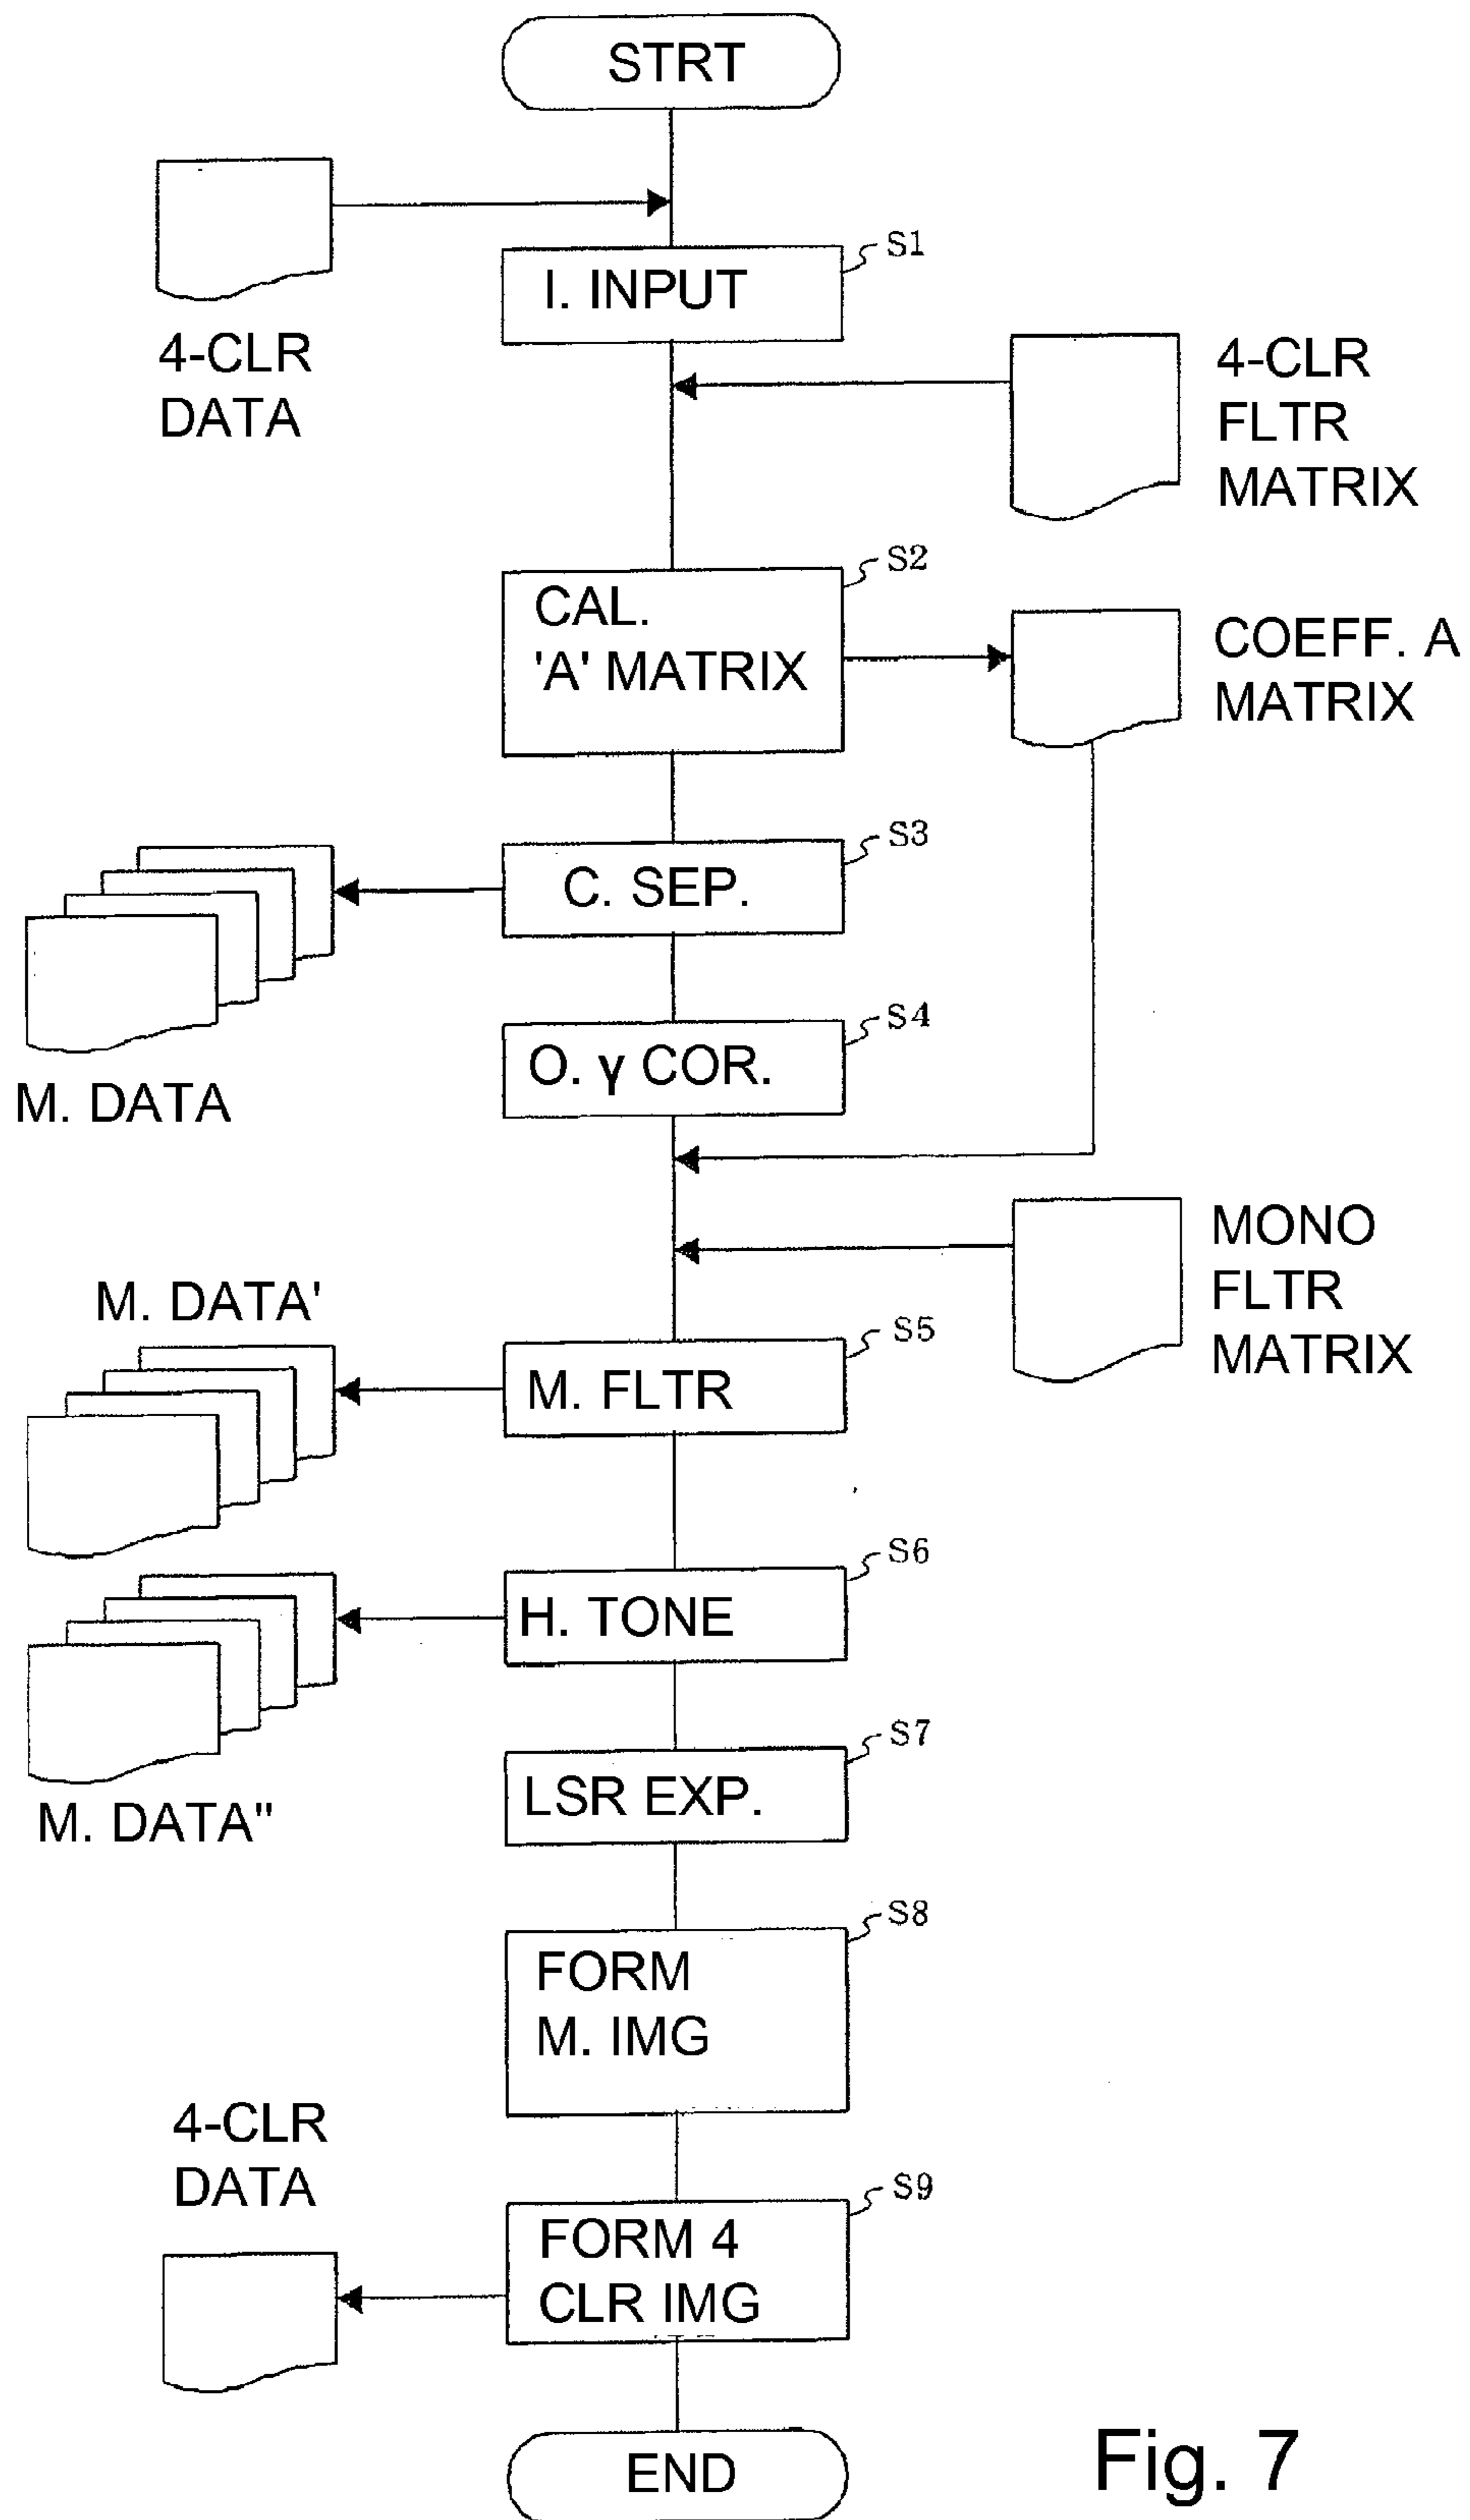 STRT
4-CLR
DATA
S1
I. INPUT
4-CLR
FLTR
MATRIX
S2
CAL.
'A' MATRIX
COEFF. A
MATRIX
S3
C. SEP.
M. DATA
S4
O. γ COR.
MONO
FLTR
MATRIX
M. DATA'
S5
M. FLTR
S6
H. TONE
M. DATA"
S7
LSR EXP.
S8
FORM
M. IMG
4-CLR
DATA
S9
FORM 4
CLR IMG
END
Fig. 7